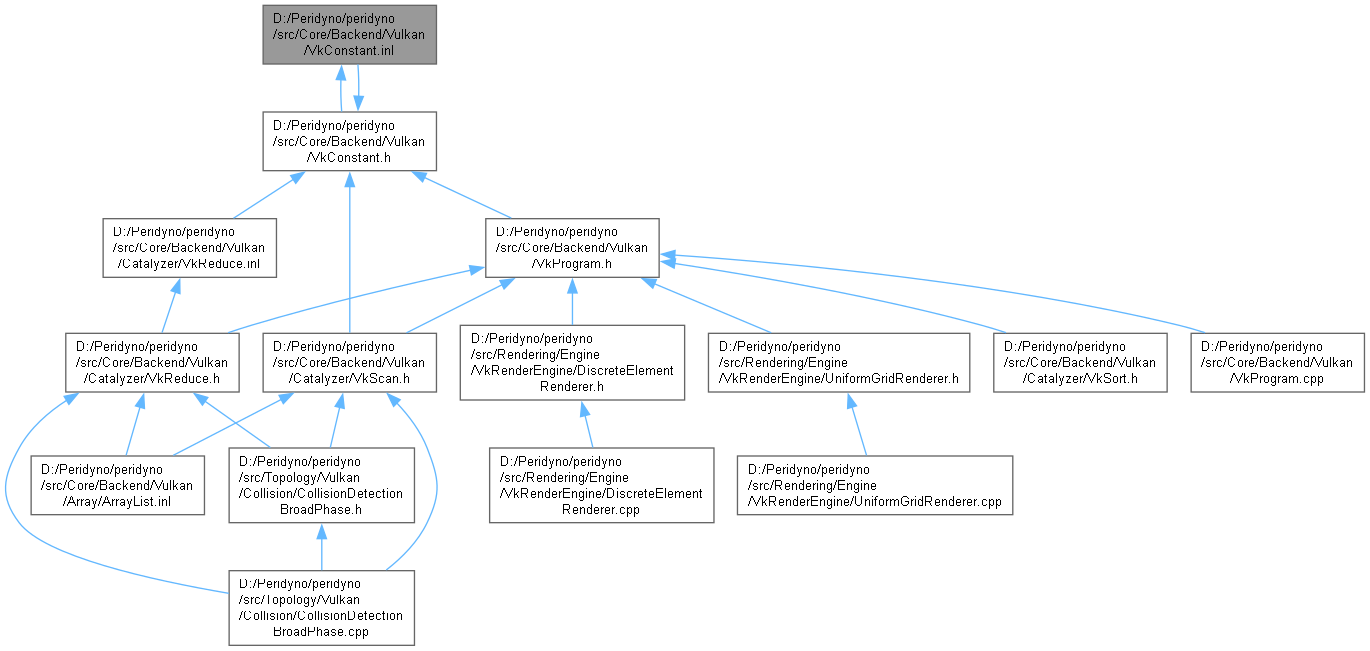 D:/Peridyno/peridyno
/src/Core/Backend/Vulkan
/VkConstant.inl
D:/Peridyno/peridyno
/src/Core/Backend/Vulkan
/VkConstant.h
D:/Peridyno/peridyno
/src/Core/Backend/Vulkan
/Catalyzer/VkReduce.inl
D:/Peridyno/peridyno
/src/Core/Backend/Vulkan
/VkProgram.h
D:/Peridyno/peridyno
/src/Core/Backend/Vulkan
/Catalyzer/VkReduce.h
D:/Peridyno/peridyno
/src/Core/Backend/Vulkan
/Catalyzer/VkScan.h
D:/Peridyno/peridyno
/src/Rendering/Engine
/VkRenderEngine/DiscreteElement
Renderer.h
D:/Peridyno/peridyno
/src/Rendering/Engine
/VkRenderEngine/UniformGridRenderer.h
D:/Peridyno/peridyno
/src/Core/Backend/Vulkan
/Catalyzer/VkSort.h
D:/Peridyno/peridyno
/src/Core/Backend/Vulkan
/VkProgram.cpp
D:/Peridyno/peridyno
/src/Core/Backend/Vulkan
/Array/ArrayList.inl
D:/Peridyno/peridyno
/src/Topology/Vulkan
/Collision/CollisionDetection
BroadPhase.h
D:/Peridyno/peridyno
/src/Rendering/Engine
/VkRenderEngine/DiscreteElement
Renderer.cpp
D:/Peridyno/peridyno
/src/Rendering/Engine
/VkRenderEngine/UniformGridRenderer.cpp
D:/Peridyno/peridyno
/src/Topology/Vulkan
/Collision/CollisionDetection
BroadPhase.cpp